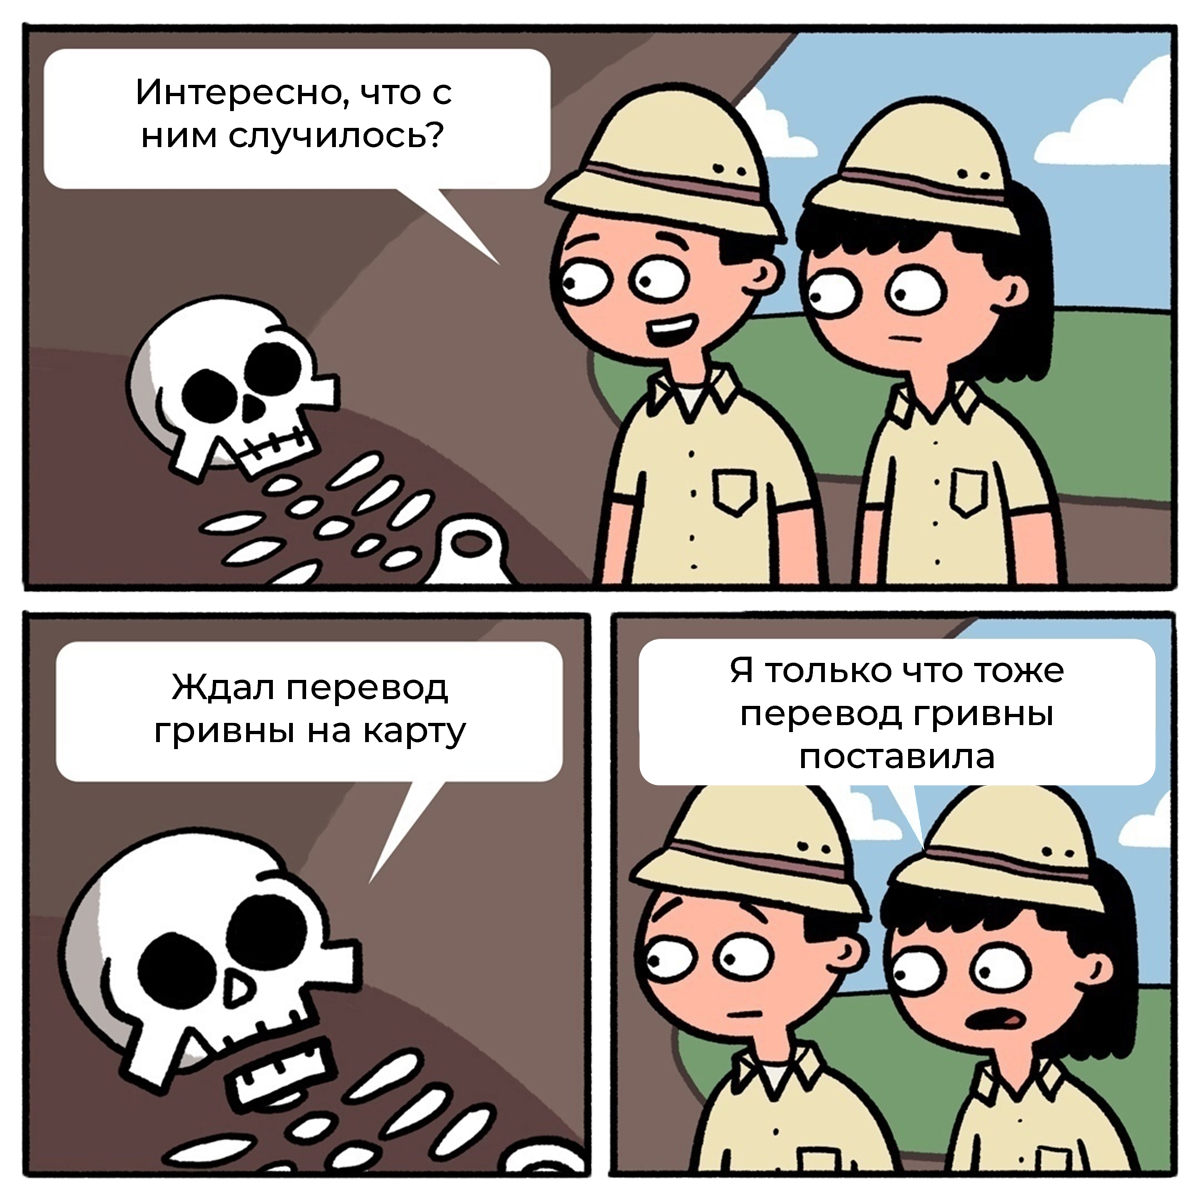 Интересно, что с
ним случилось?
Ждал перевод
гривны на карту
Я только что тоже
перевод гривны
поставила